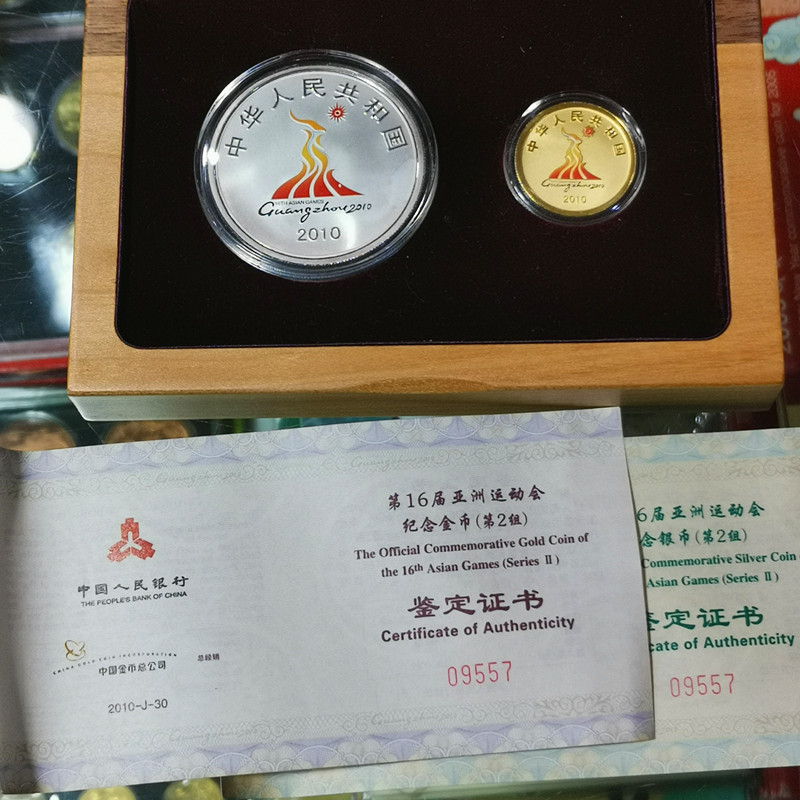 中华人民共和国
16TH ASIAN GAMES
Guangzhou 2010
2010
中华人民共和国
Guangzhou 2010
2010
第16届亚洲运动会
纪念金币(第2组)
The Official Commemorative Gold Coin of
the 16th Asian Games (Series Ⅱ)
鉴定证书
Certificate of Authenticity
09557
中国人民银行
THE PEOPLE'S BANK OF CHINA
CHINA GOLD COIN INCORPORATION
中国金币总公司
总经销
2010-J-30
6届亚洲运动会
念银币(第2组)
Commemorative Silver Coin
Asian Games (Series Ⅱ)
鉴定证书
cate of Authenticity
09557